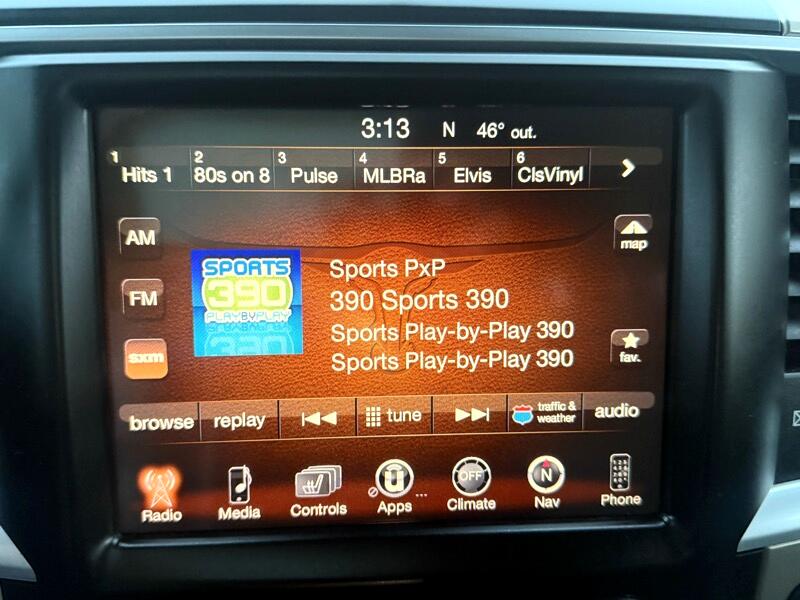 3:13 N 46° out.
1 Hits 1 2 80s on 8 3 Pulse 4 MLBRa 5 Elvis 6 ClsVinyl
AM
map
SPORTS
390
PLAYBYPLAY
Sports PxP
390 Sports 390
Sports Play-by-Play 390
Sports Play-by-Play 390
FM
sxm
fav.
browse replay tune traffic & weather audio
OFF N
Radio Media Controls Apps Climate Nav Phone